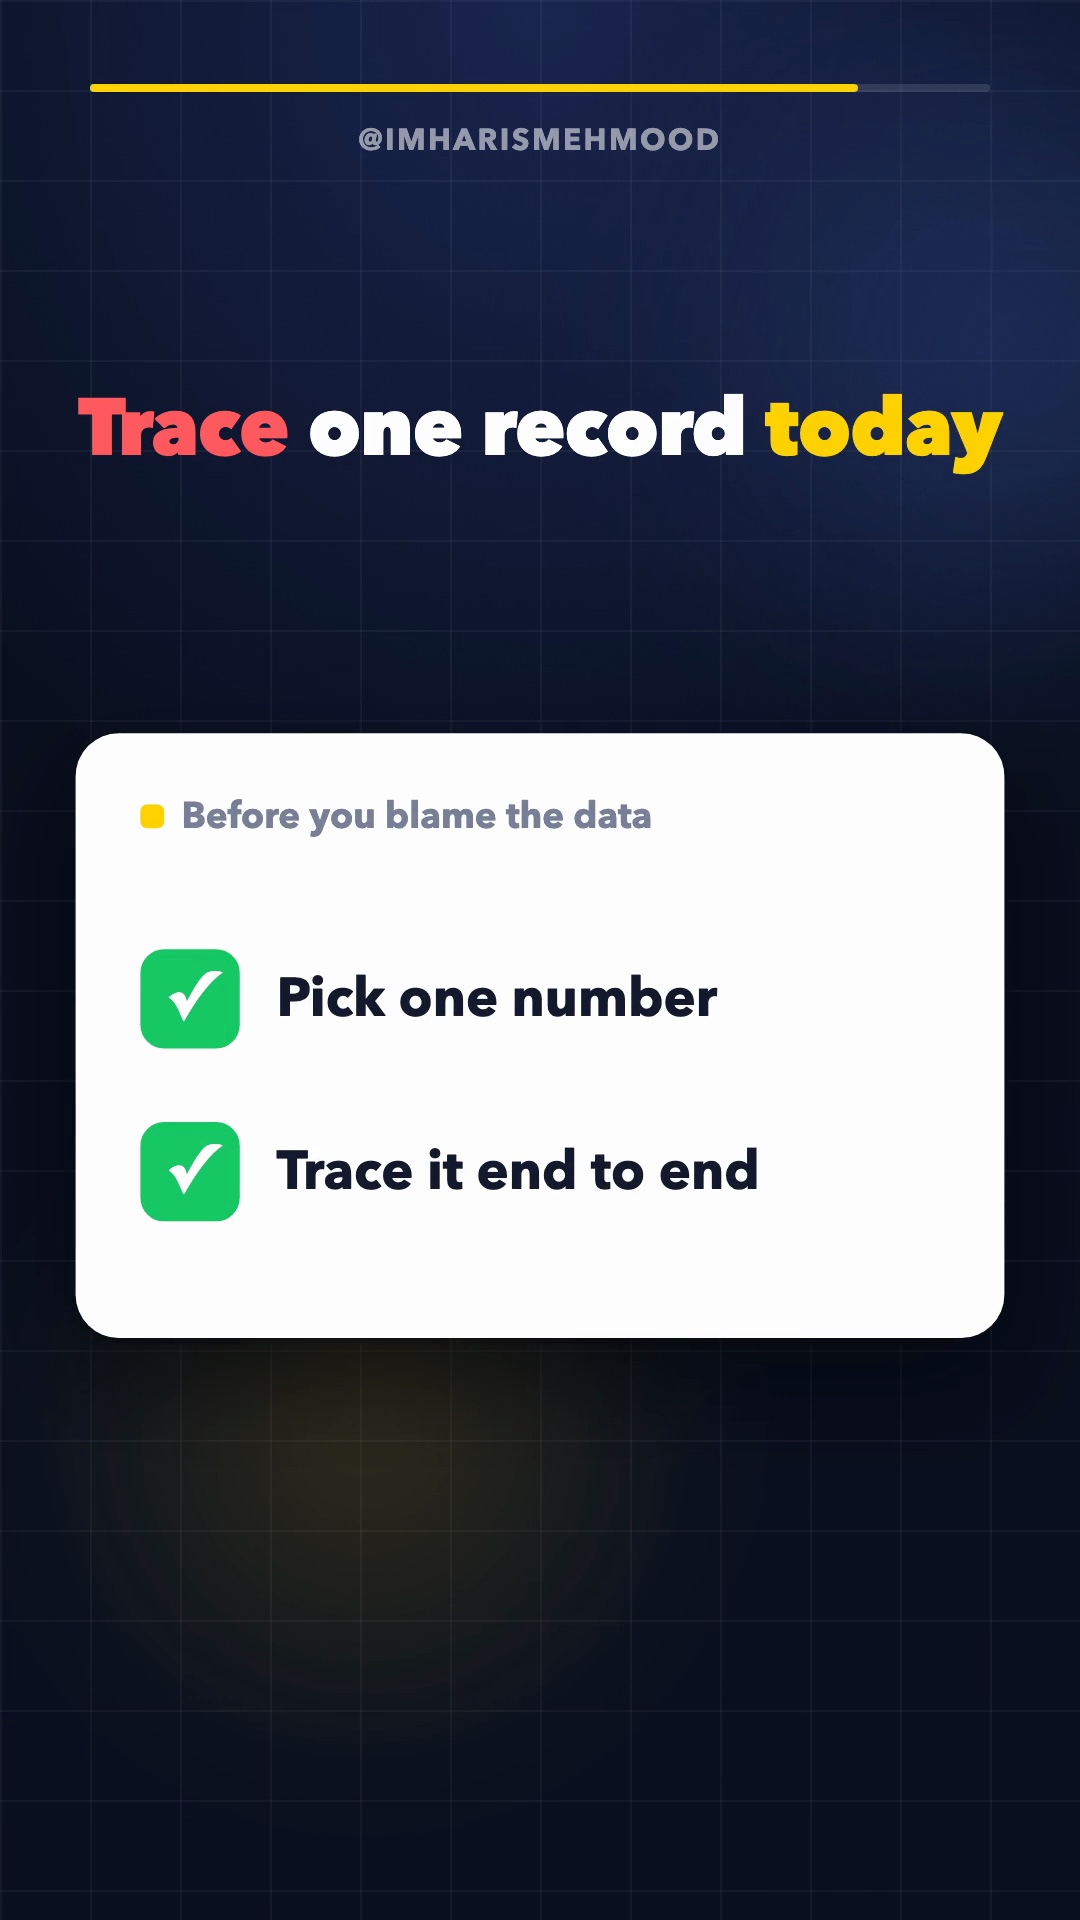 @IMHARISMEHMOOD
Trace one record today
Before you blame the data
✓ Pick one number
✓ Trace it end to end